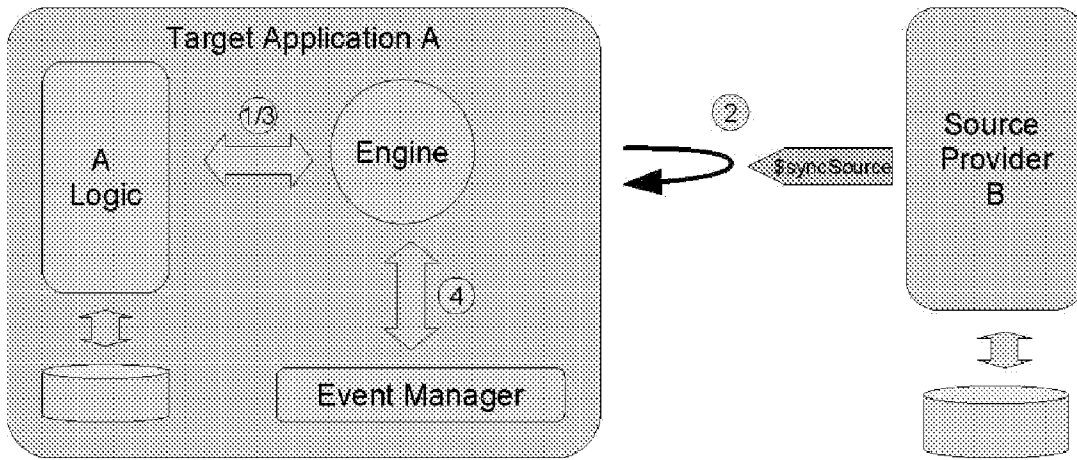 Target Application A
1/3
2
A
Logic
Engine
$syncSource
Source
Provider
B
4
Event Manager